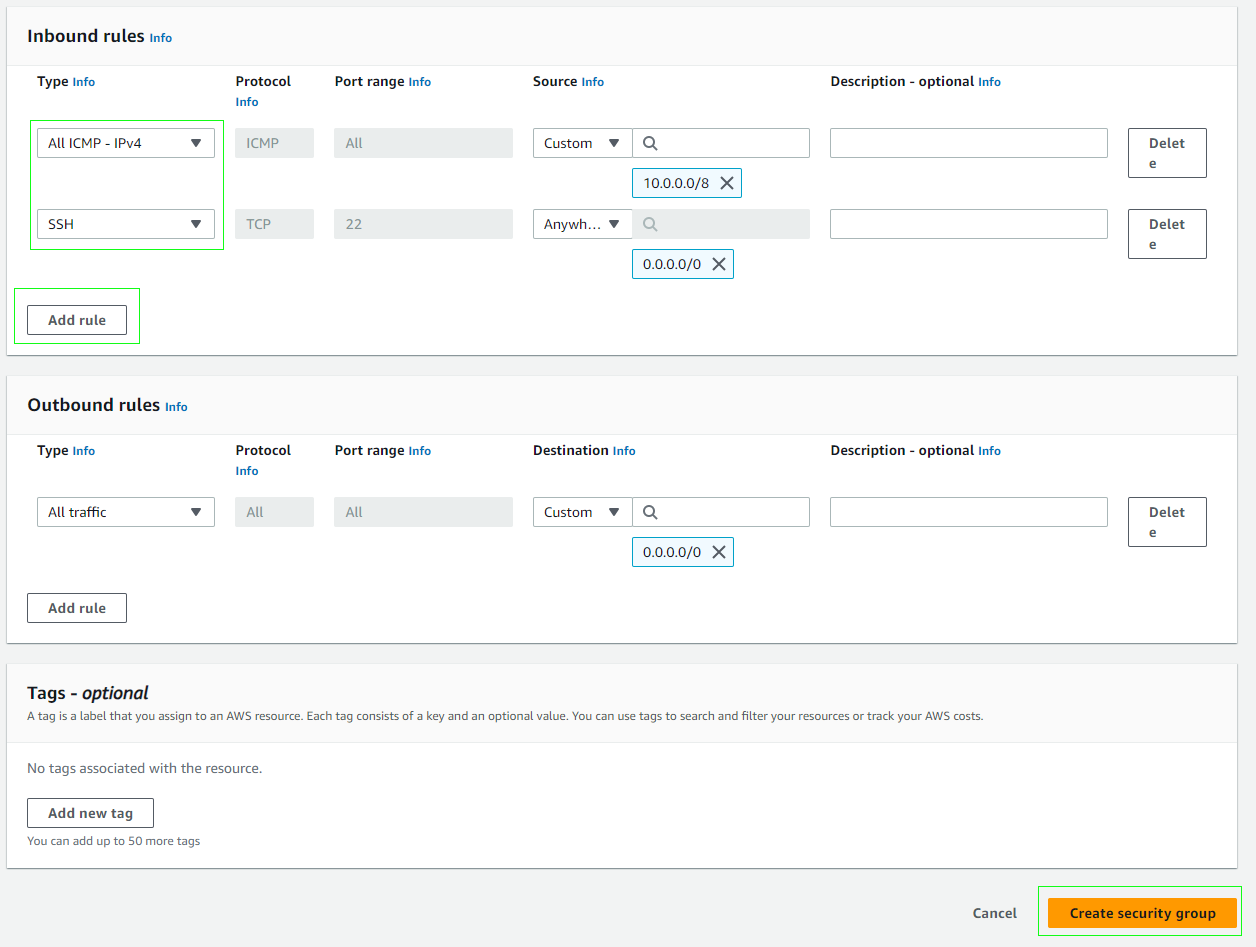 Inbound rules Info
Type Info Protocol Info Port range Info Source Info Description - optional Info
All ICMP - IPv4 ICMP All Custom Delete
10.0.0.0/8
SSH TCP 22 Anywh... Delete
0.0.0.0/0
Add rule
Outbound rules Info
Type Info Protocol Info Port range Info Destination Info Description - optional Info
All traffic All All Custom Delete
0.0.0.0/0
Add rule
Tags - optional
A tag is a label that you assign to an AWS resource. Each tag consists of a key and an optional value. You can use tags to search and filter your resources or track your AWS costs.
No tags associated with the resource.
Add new tag
You can add up to 50 more tags
Cancel Create security group